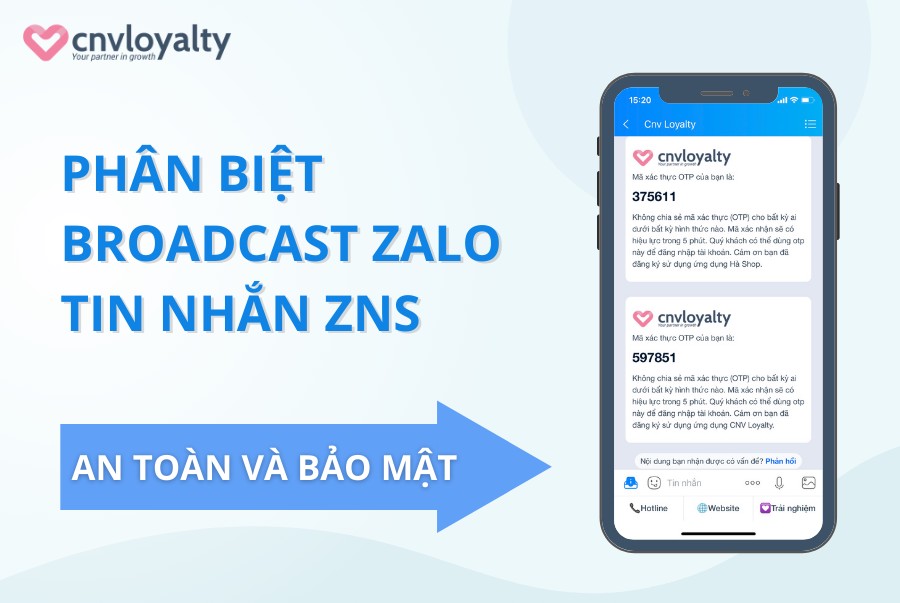 cnvloyalty
Your partner in growth
PHÂN BIỆT
BROADCAST ZALO
TIN NHẮN ZNS
AN TOÀN VÀ BẢO MẬT
15:20
Cnv Loyalty
cnvloyalty
Your partner in growth
Mã xác thực OTP của bạn là:
375611
Không chia sẻ mã xác thực (OTP) cho bất kỳ ai
dưới bất kỳ hình thức nào. Mã xác nhận sẽ có
hiệu lực trong 5 phút. Quý khách có thể dùng otp
này để đăng nhập tài khoản. Cảm ơn bạn đã
đăng ký sử dụng ứng dụng Hà Shop.
cnvloyalty
Your partner in growth
Mã xác thực OTP của bạn là:
597851
Không chia sẻ mã xác thực (OTP) cho bất kỳ ai
dưới bất kỳ hình thức nào. Mã xác nhận sẽ có
hiệu lực trong 5 phút. Quý khách có thể dùng otp
này để đăng nhập tài khoản. Cảm ơn bạn đã
đăng ký sử dụng ứng dụng CNV Loyalty.
Nội dung bạn nhận được có vấn đề? Phản hồi
Tin nhắn
Hotline
Website
Trải nghiệm